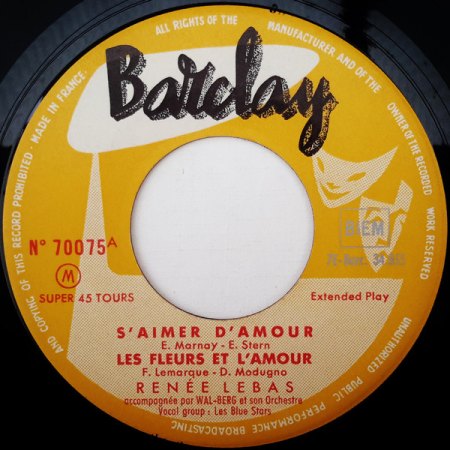 ALL RIGHTS OF THE MANUFACTURER AND OF THE OWNER OF THE RECORDED WORK RESERVED
UNAUTHORIZED PUBLIC PERFORMANCE BROADCASTING AND COPYING OF THIS RECORD PROHIBITED - MADE IN FRANCE
Barclay
BIEM
N° 70075 A
M
SUPER 45 TOURS
Extended Play
S'AIMER D'AMOUR
E. Marnay - E. Stern
LES FLEURS ET L'AMOUR
F. Lemarque - D. Modugno
RENÉE LEBAS
accompagnée par WAL-BERG et son Orchestre
Vocal group : Les Blue Stars